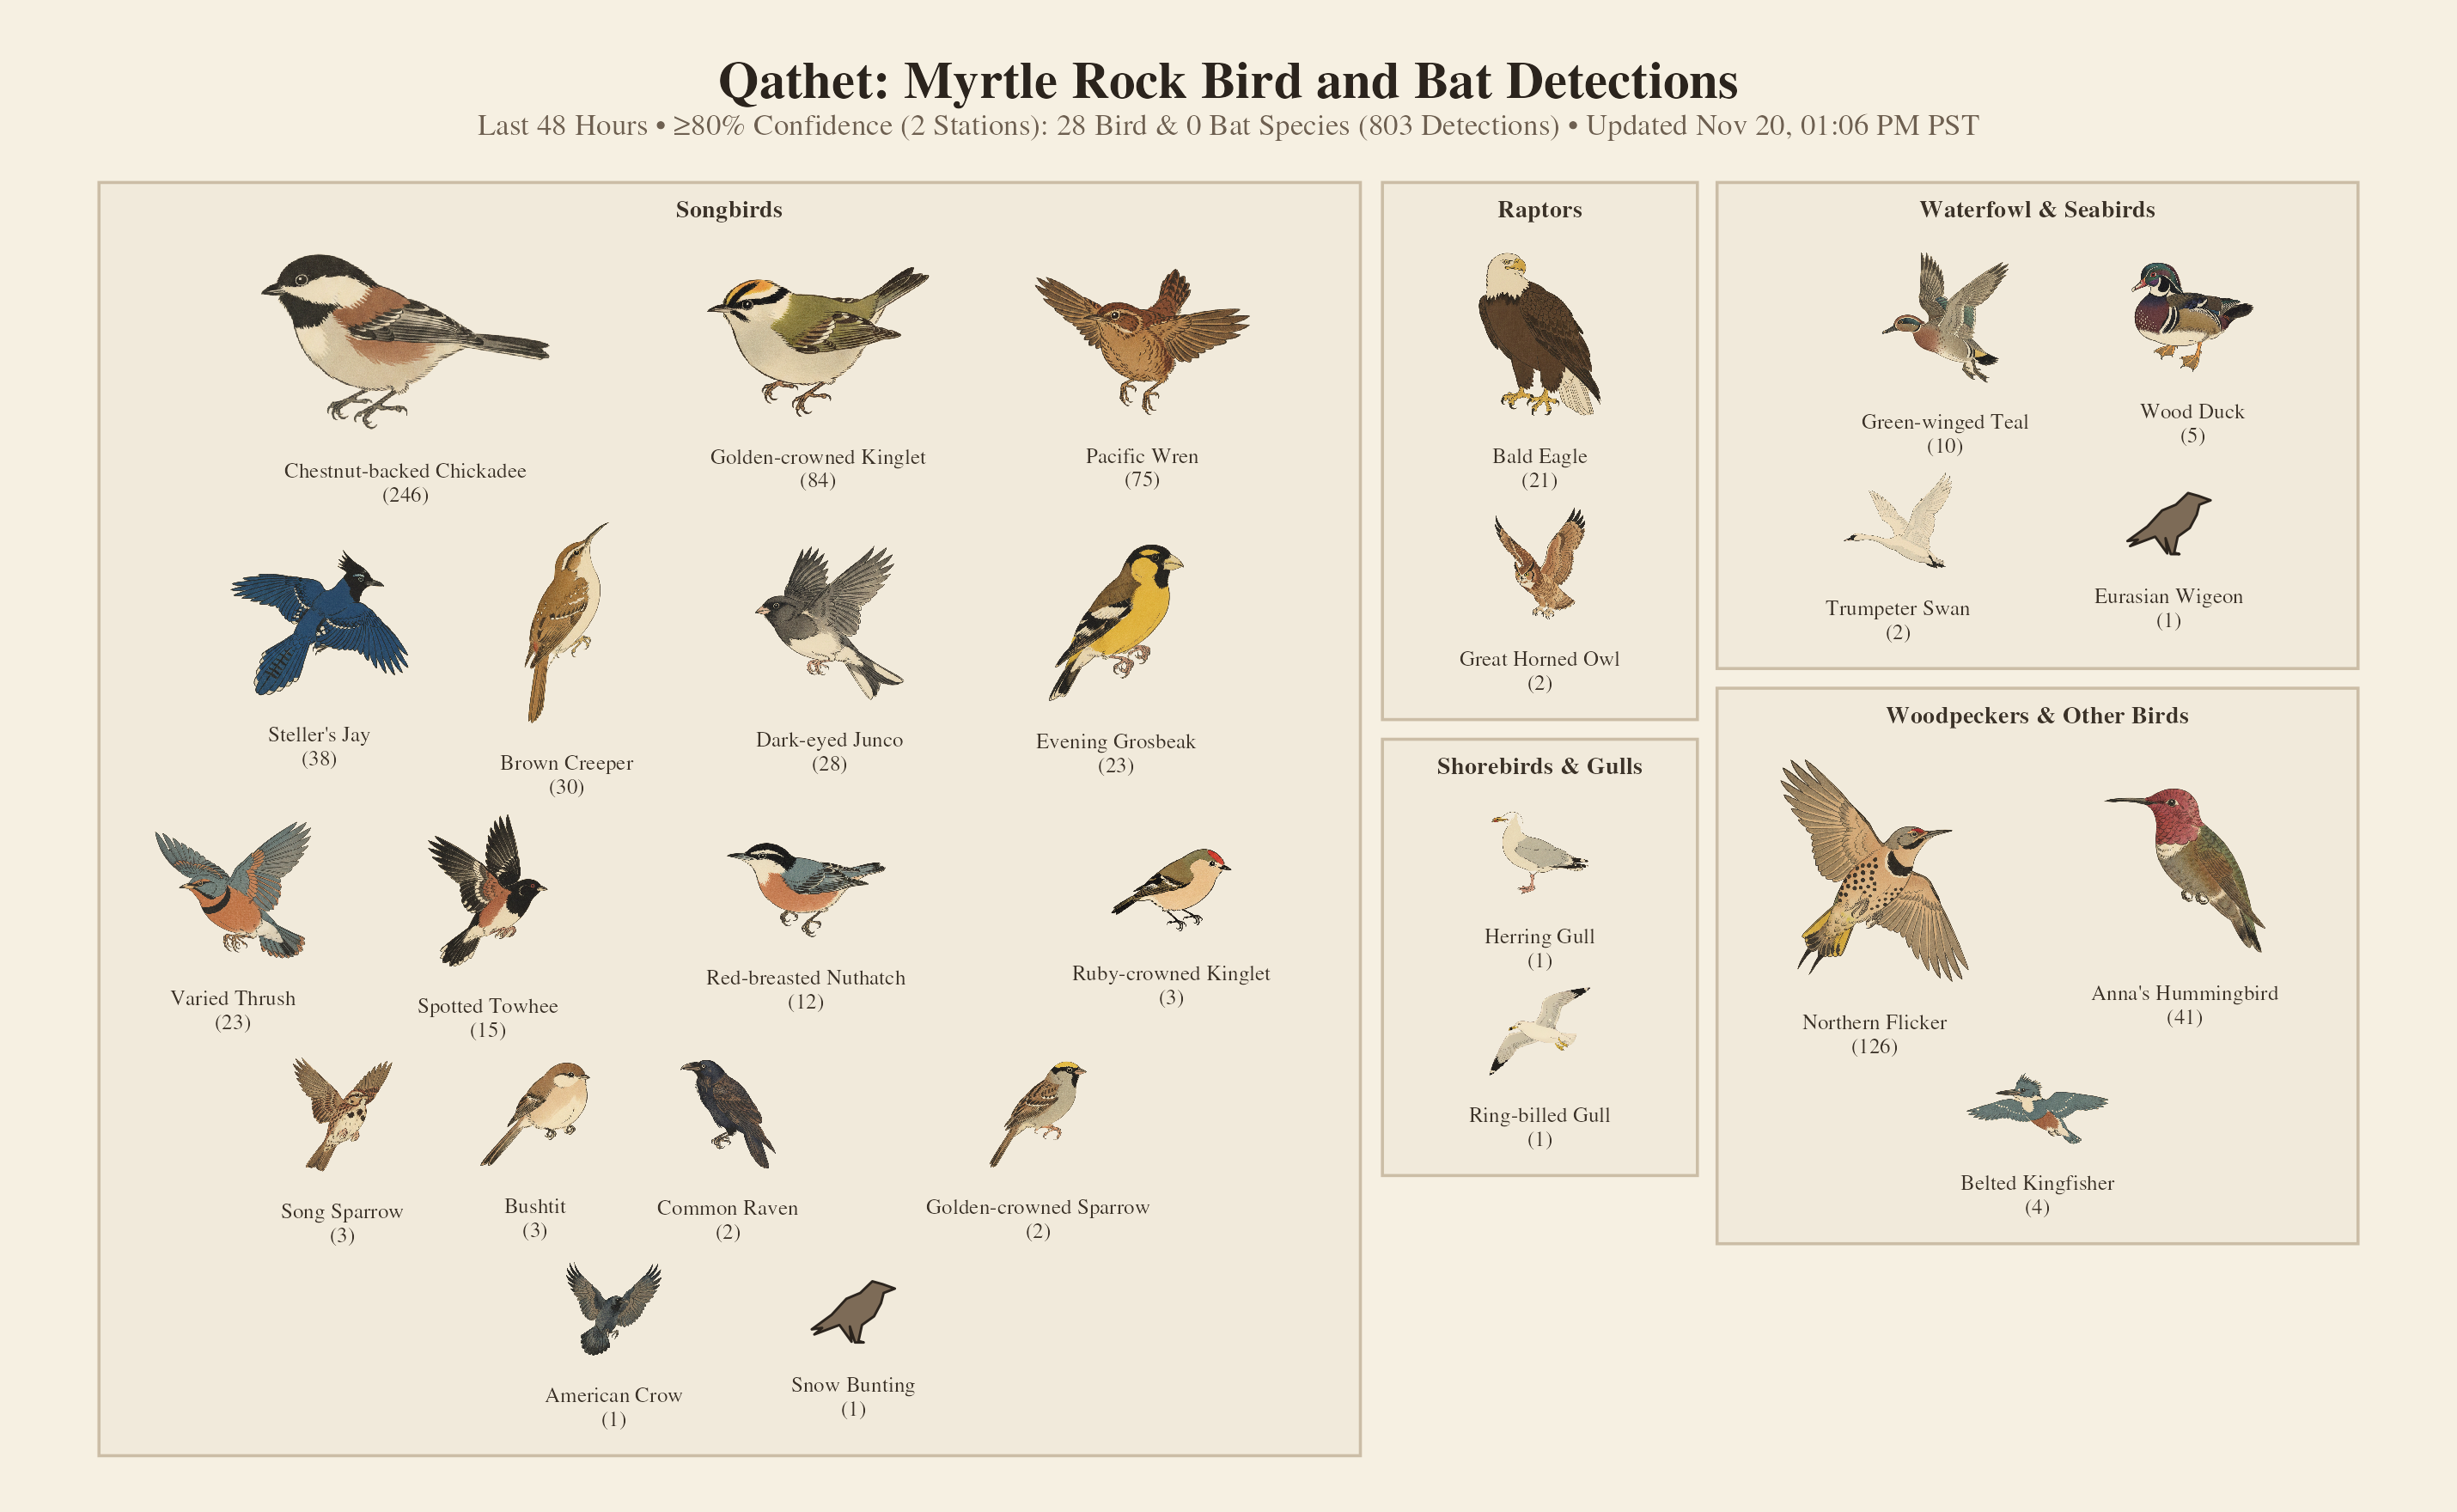 Qathet: Myrtle Rock Bird and Bat Detections
Last 48 Hours • ≥80% Confidence (2 Stations): 28 Bird & 0 Bat Species (803 Detections) • Updated Nov 20, 01:06 PM PST
Songbirds
Chestnut-backed Chickadee
(246)
Golden-crowned Kinglet
(84)
Pacific Wren
(75)
Steller's Jay
(38)
Brown Creeper
(30)
Dark-eyed Junco
(28)
Evening Grosbeak
(23)
Varied Thrush
(23)
Spotted Towhee
(15)
Red-breasted Nuthatch
(12)
Ruby-crowned Kinglet
(3)
Song Sparrow
(3)
Bushtit
(3)
Common Raven
(2)
Golden-crowned Sparrow
(2)
American Crow
(1)
Snow Bunting
(1)
Raptors
Bald Eagle
(21)
Great Horned Owl
(2)
Shorebirds & Gulls
Herring Gull
(1)
Ring-billed Gull
(1)
Waterfowl & Seabirds
Green-winged Teal
(10)
Wood Duck
(5)
Trumpeter Swan
(2)
Eurasian Wigeon
(1)
Woodpeckers & Other Birds
Northern Flicker
(126)
Anna's Hummingbird
(41)
Belted Kingfisher
(4)